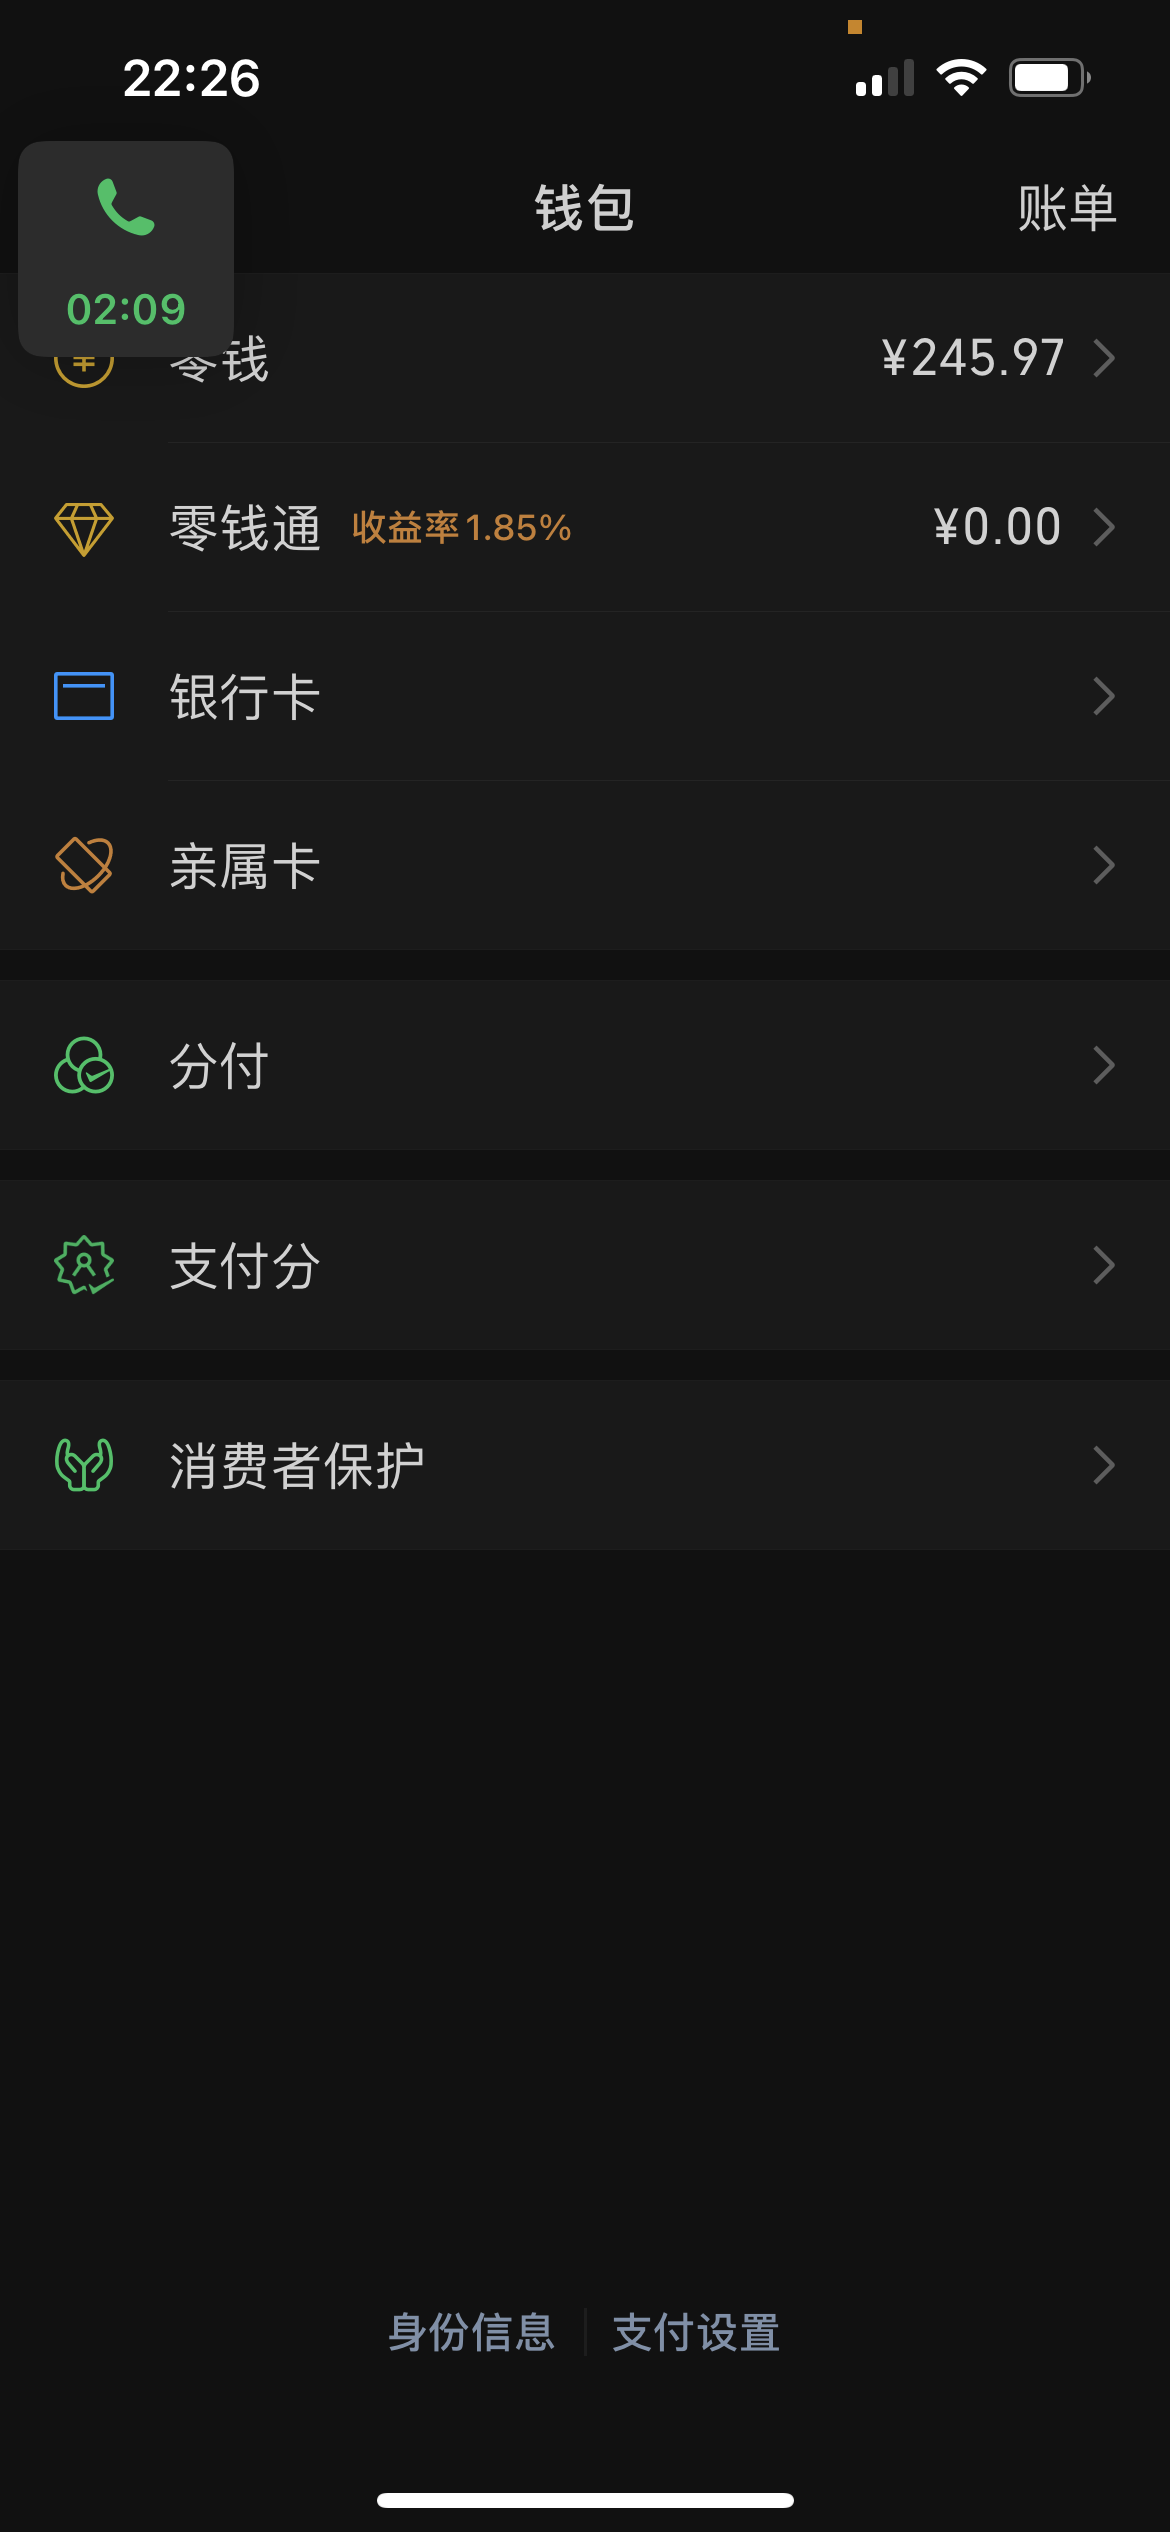 22:26
02:09
钱包
账单
零钱
¥245.97
零钱通 收益率1.85%
¥0.00
银行卡
亲属卡
分付
支付分
消费者保护
身份信息
支付设置